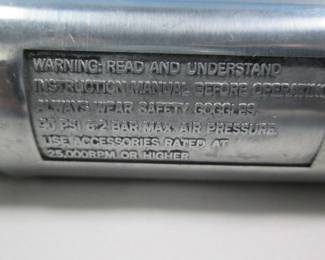 WARNING: READ AND UNDERSTAND
INSTRUCTION MANUAL BEFORE OPERATING
ALWAYS WEAR SAFETY GOGGLES
90 PSI 6.2 BAR MAX. AIR PRESSURE.
USE ACCESSORIES RATED AT
25,000RPM OR HIGHER.